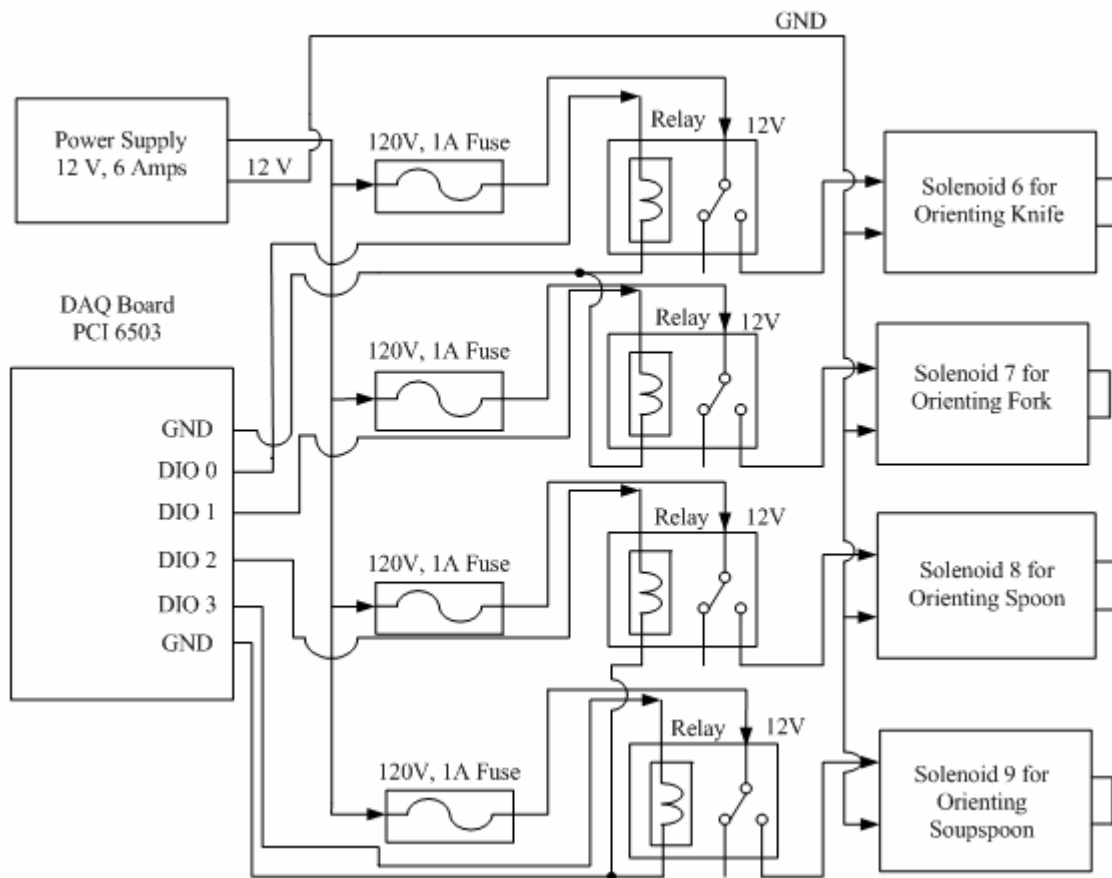 GND
Power Supply
12 V, 6 Amps
12 V
120V, 1A Fuse
Relay
12V
Solenoid 6 for
Orienting Knife
DAQ Board
PCI 6503
120V, 1A Fuse
Relay
12V
Solenoid 7 for
Orienting Fork
GND
DIO 0
DIO 1
DIO 2
DIO 3
GND
120V, 1A Fuse
Relay
12V
Solenoid 8 for
Orienting Spoon
120V, 1A Fuse
Relay
12V
Solenoid 9 for
Orienting
Soupspoon